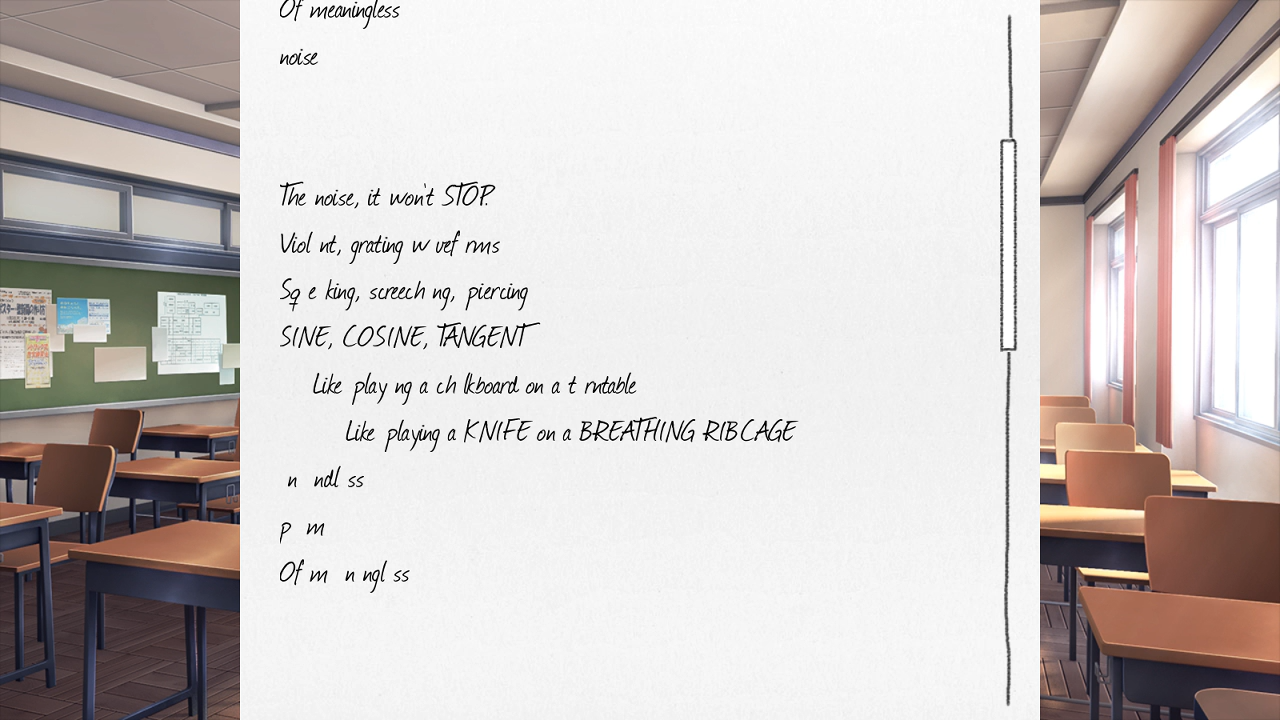 Of meaningless
noise
The noise, it won't STOP.
Viol nt, grating w vef rms
Sq e king, screech ng, piercing
SINE, COSINE, TANGENT
Like play ng a ch lkboard on a t rntable
Like playing a KNIFE on a BREATHING RIBCAGE
n ndl ss
p m
Of m n ngl ss